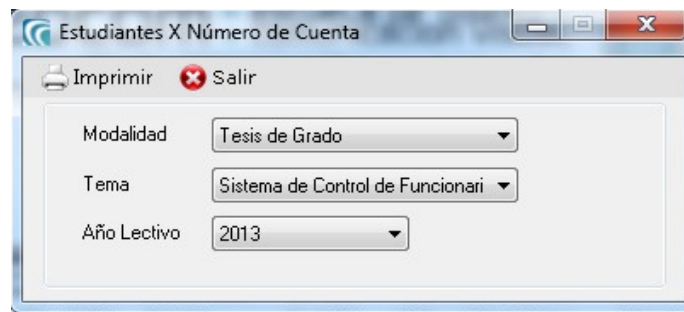 Estudiantes X Número de Cuenta
Imprimir Salir
Modalidad Tesis de Grado
Tema Sistema de Control de Funcionari
Año Lectivo 2013